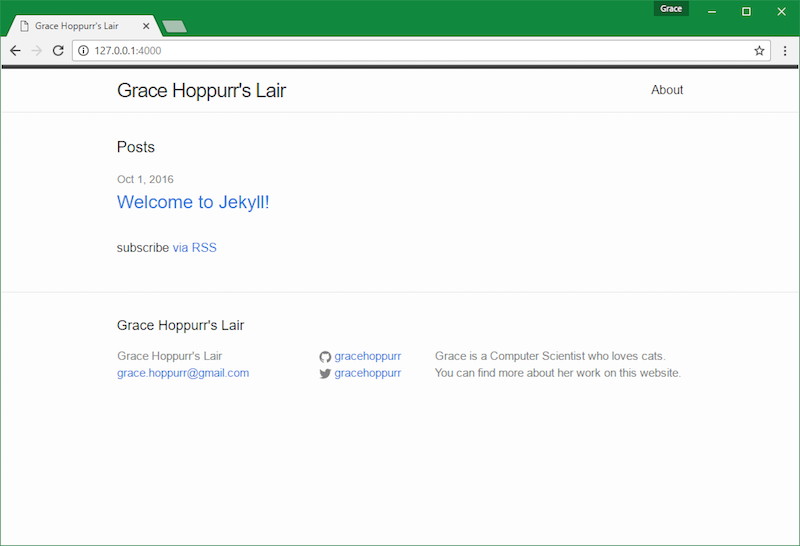 Grace
Grace Hoppurr's Lair
127.0.0.1:4000
Grace Hoppurr's Lair
About
Posts
Oct 1, 2016
Welcome to Jekyll!
subscribe via RSS
Grace Hoppurr's Lair
Grace Hoppurr's Lair
grace.hoppurr@gmail.com
gracehoppurr
gracehoppurr
Grace is a Computer Scientist who loves cats.
You can find more about her work on this website.